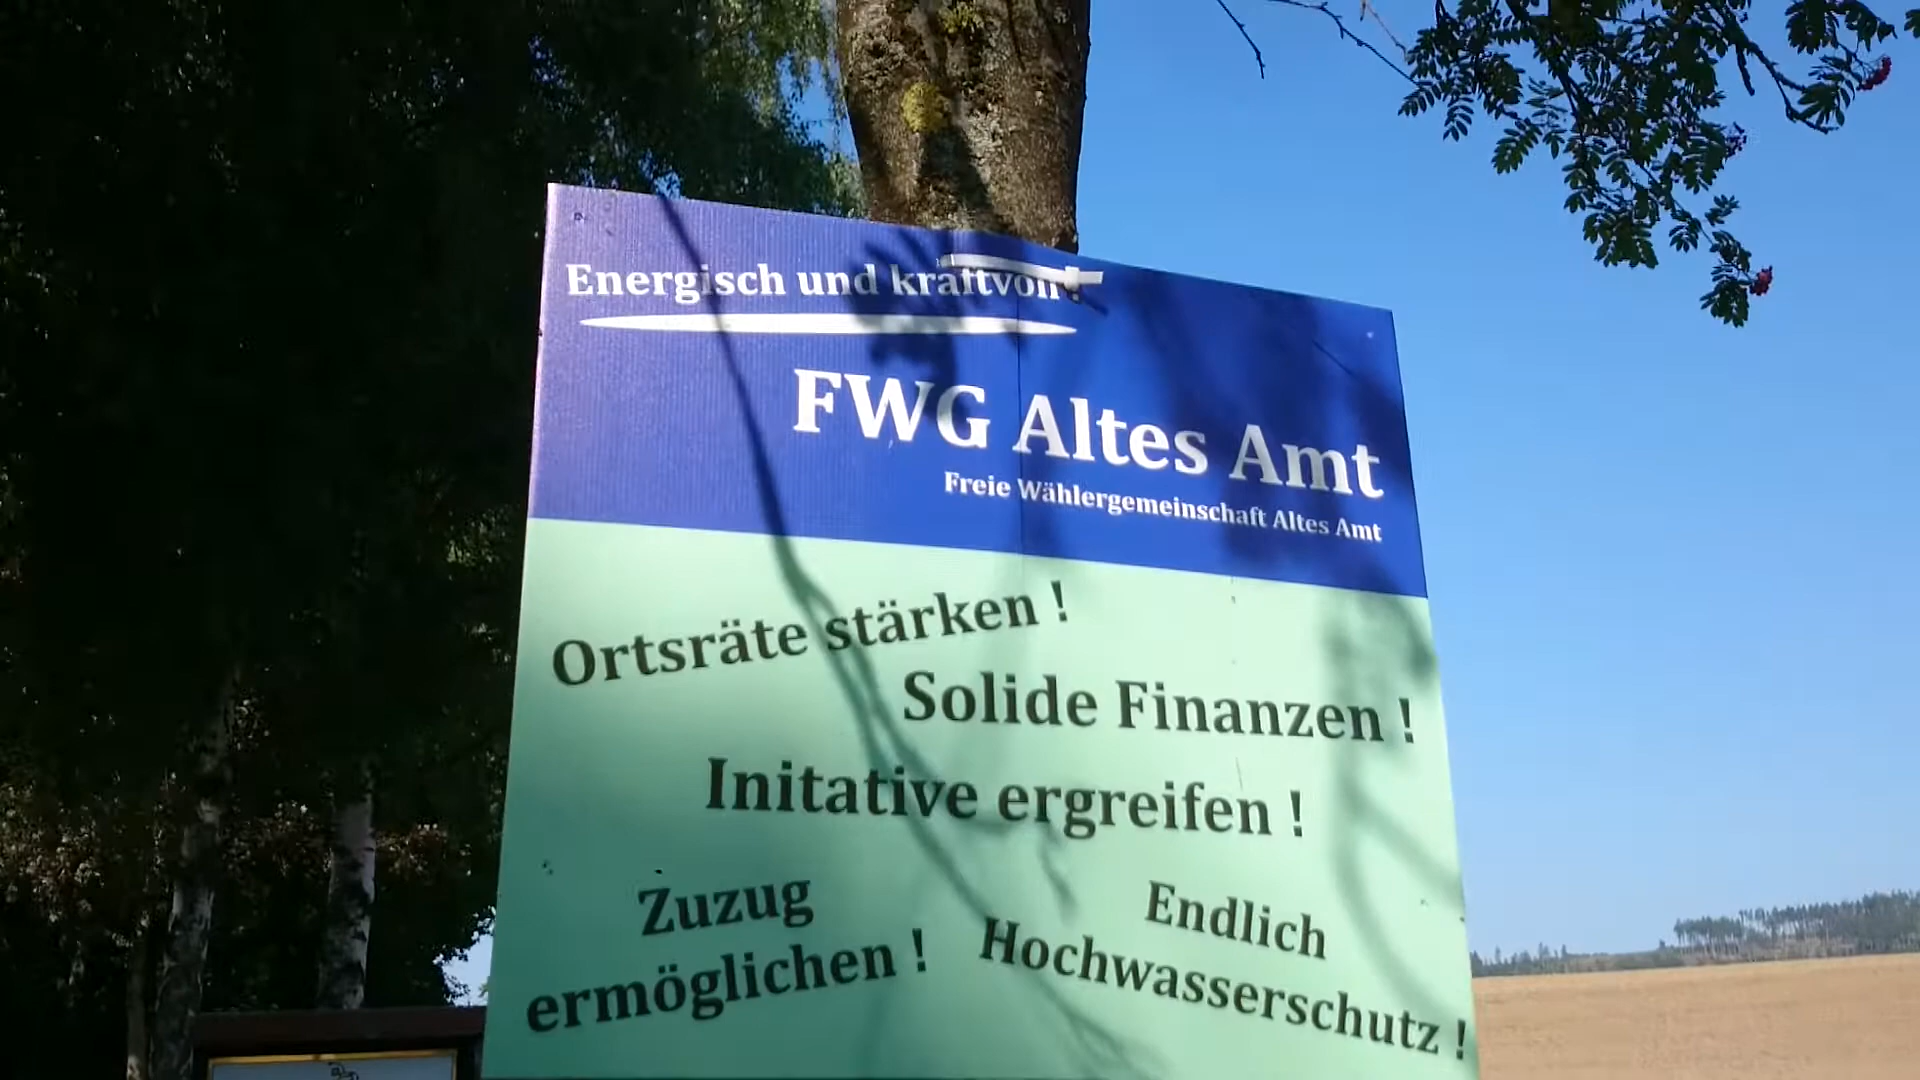 Energisch und kraftvoll!
FWG Altes Amt
Freie Wählergemeinschaft Altes Amt
Ortsräte stärken !
Solide Finanzen !
Initative ergreifen !
Zuzug
ermöglichen !
Endlich
Hochwasserschutz !